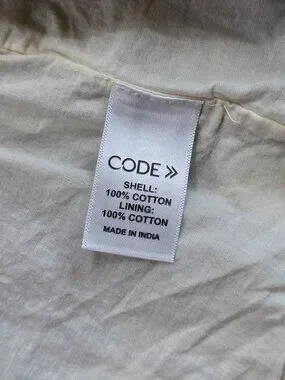 CODE »
SHELL:
100% COTTON
LINING:
100% COTTON
MADE IN INDIA